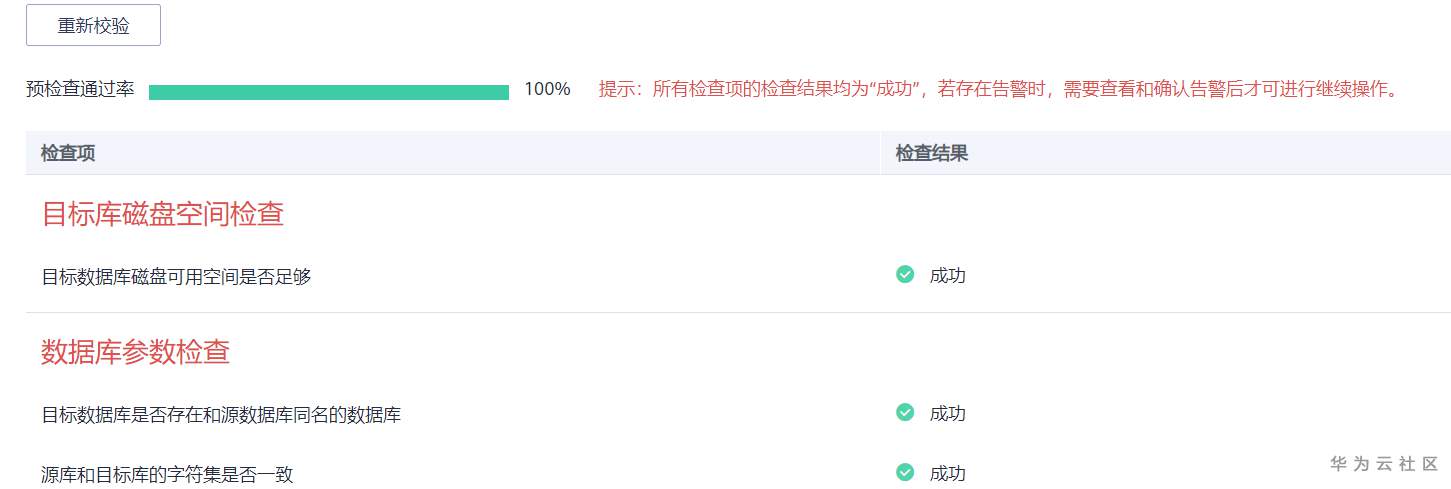 重新校验
预检查通过率 100% 提示：所有检查项的检查结果均为“成功”，若存在告警时，需要查看和确认告警后才可进行继续操作。
检查项 检查结果
目标库磁盘空间检查
目标数据库磁盘可用空间是否足够 成功
数据库参数检查
目标数据库是否存在和源数据库同名的数据库 成功
源库和目标库的字符集是否一致 成功
华为云社区